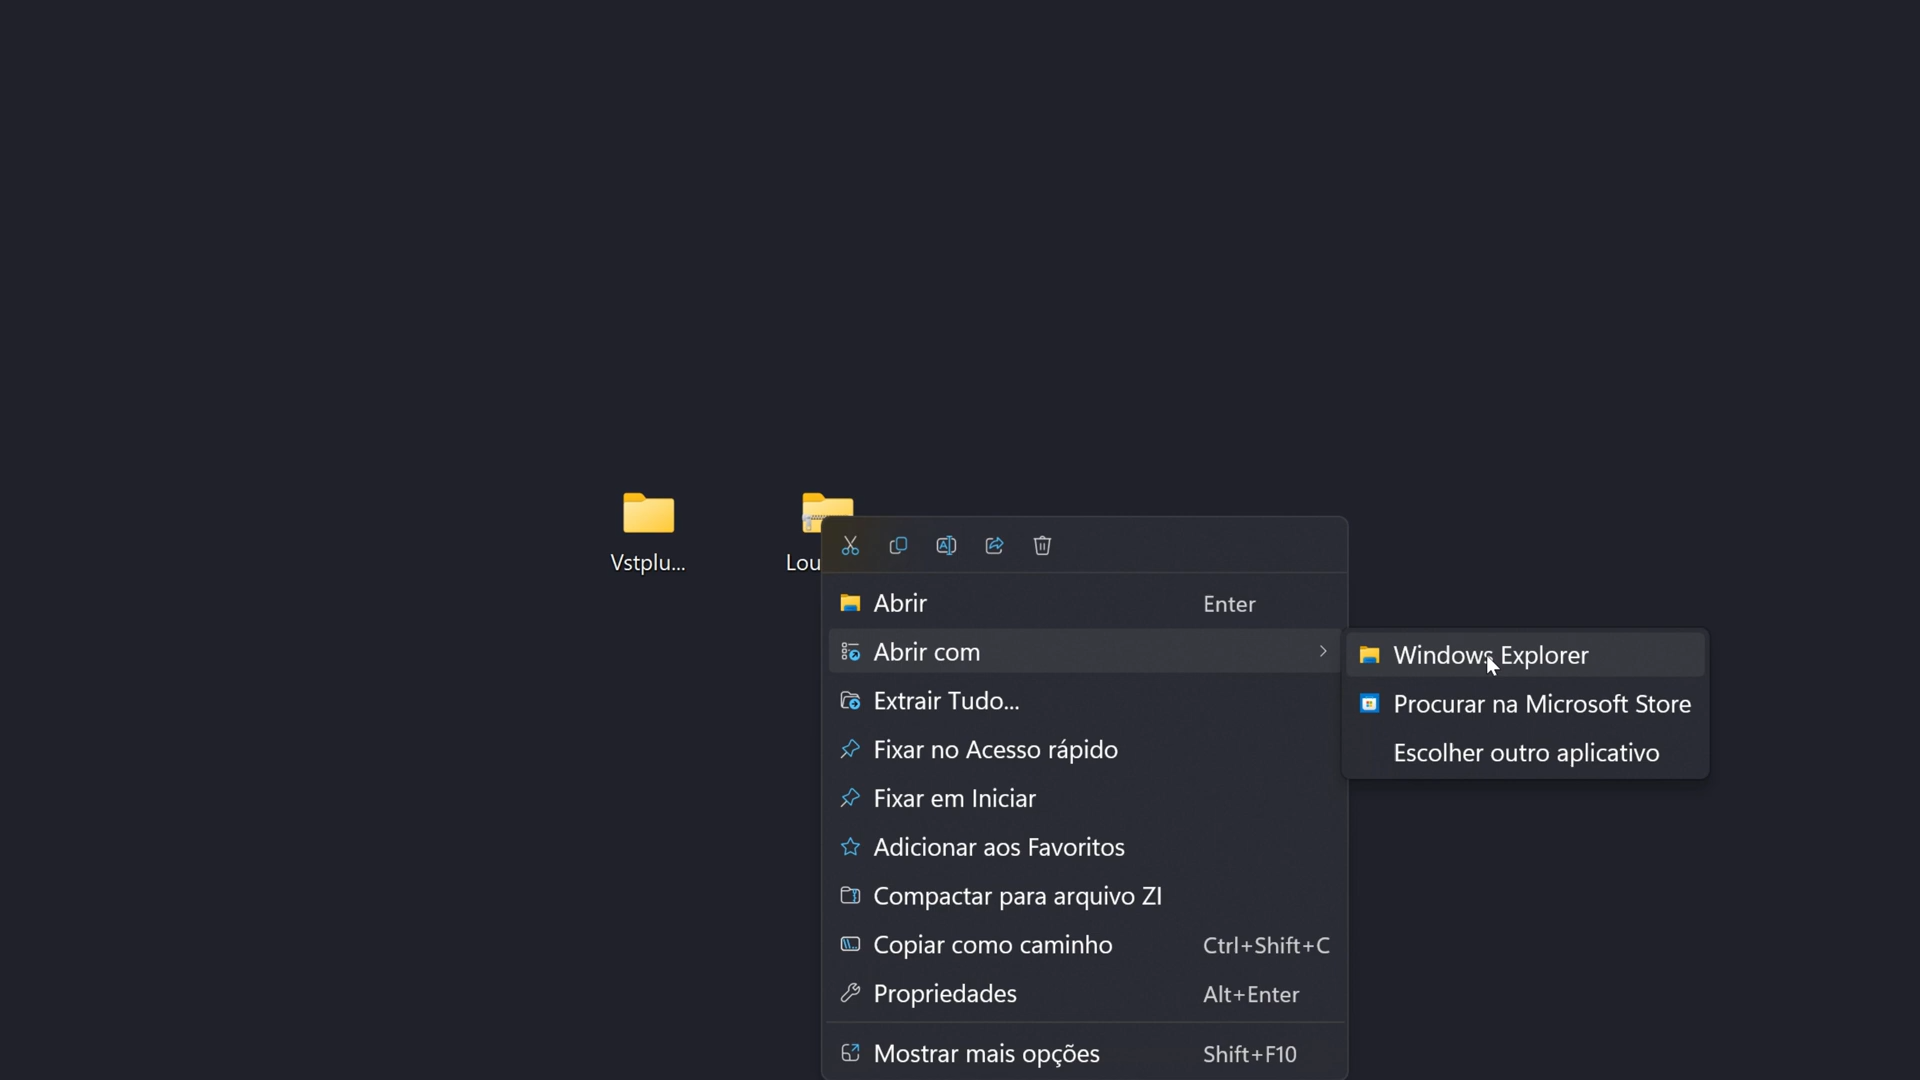 Vstplu...
Lou
Abrir Enter
Abrir com
Extrair Tudo...
Fixar no Acesso rápido
Fixar em Iniciar
Adicionar aos Favoritos
Compactar para arquivo ZI
Copiar como caminho Ctrl+Shift+C
Propriedades Alt+Enter
Mostrar mais opções Shift+F10
Windows Explorer
Procurar na Microsoft Store
Escolher outro aplicativo